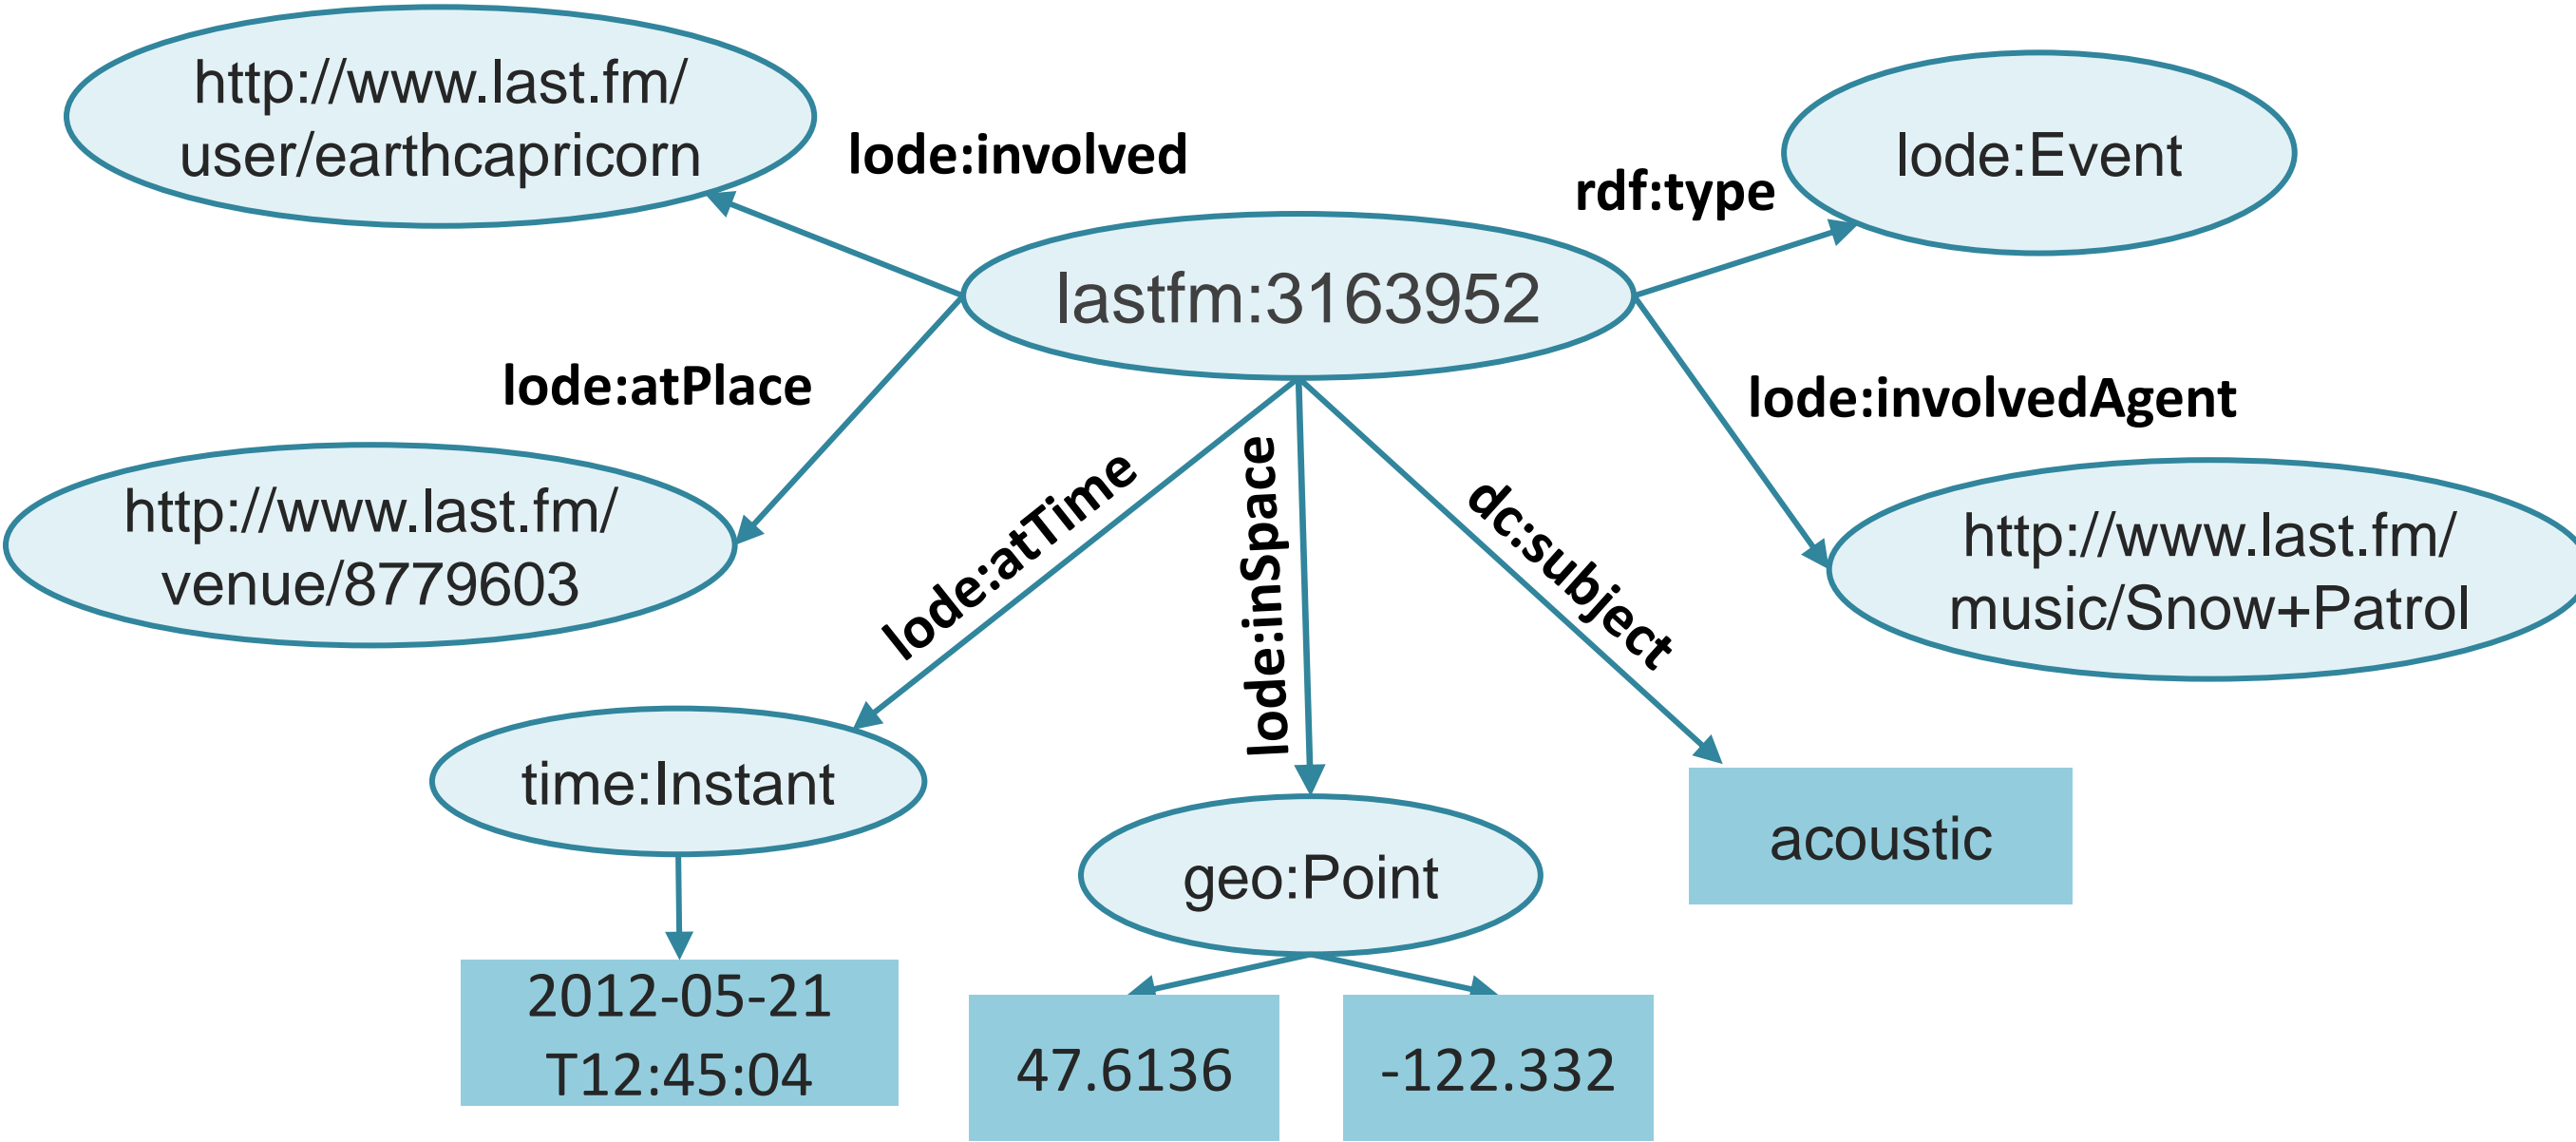 http://www.last.fm/
user/earthcapricorn
lode:involved
rdf:type
lode:Event
lastfm:3163952
lode:atPlace
lode:involvedAgent
http://www.last.fm/
venue/8779603
lode:atTime
lode:inSpace
dc:subject
http://www.last.fm/
music/Snow+Patrol
time:Instant
geo:Point
acoustic
2012-05-21
T12:45:04
47.6136
-122.332